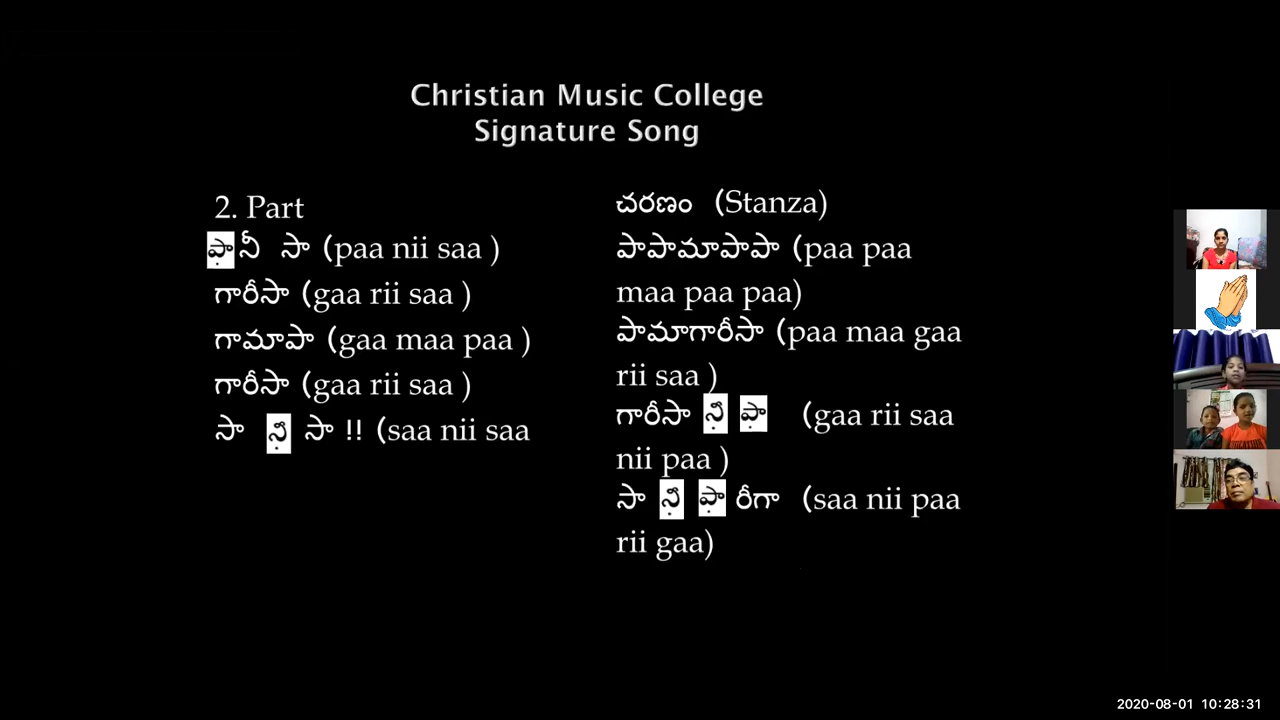 Christian Music College
Signature Song
2. Part
పా̣నీ సా (paa nii saa )
గారీసా (gaa rii saa )
గామాపా (gaa maa paa )
గారీసా (gaa rii saa )
సా ని̣ సా !! (saa nii saa
చరణం (Stanza)
పాపామాపాపా (paa paa
maa paa paa)
పామాగారీసా (paa maa gaa
rii saa )
గారీసా ని̣ పా̣ (gaa rii saa
nii paa )
సా ని̣ పా̣ రీగా (saa nii paa
rii gaa)
2020-08-01 10:28:31